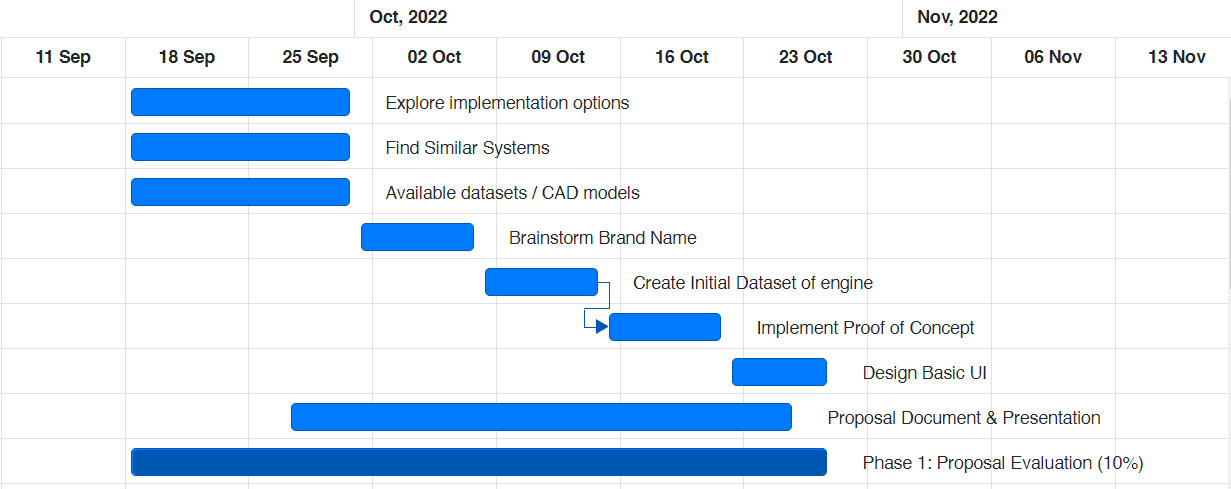 Oct, 2022 Nov, 2022
11 Sep 18 Sep 25 Sep 02 Oct 09 Oct 16 Oct 23 Oct 30 Oct 06 Nov 13 Nov
Explore implementation options
Find Similar Systems
Available datasets / CAD models
Brainstorm Brand Name
Create Initial Dataset of engine
Implement Proof of Concept
Design Basic UI
Proposal Document & Presentation
Phase 1: Proposal Evaluation (10%)